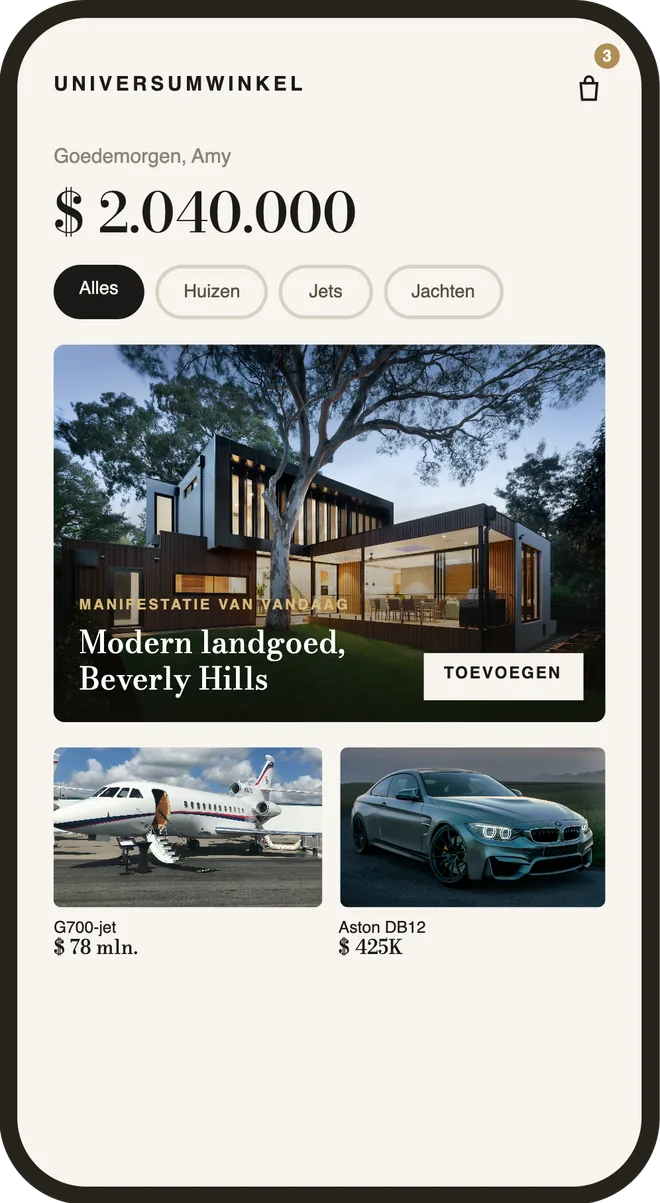 3
UNIVERSUMWINKEL
Goedemorgen, Amy
$ 2.040.000
Alles
Huizen
Jets
Jachten
MANIFESTATIE VAN VANDAAG
Modern landgoed,
Beverly Hills
TOEVOEGEN
G700-jet
$ 78 mln.
Aston DB12
$ 425K